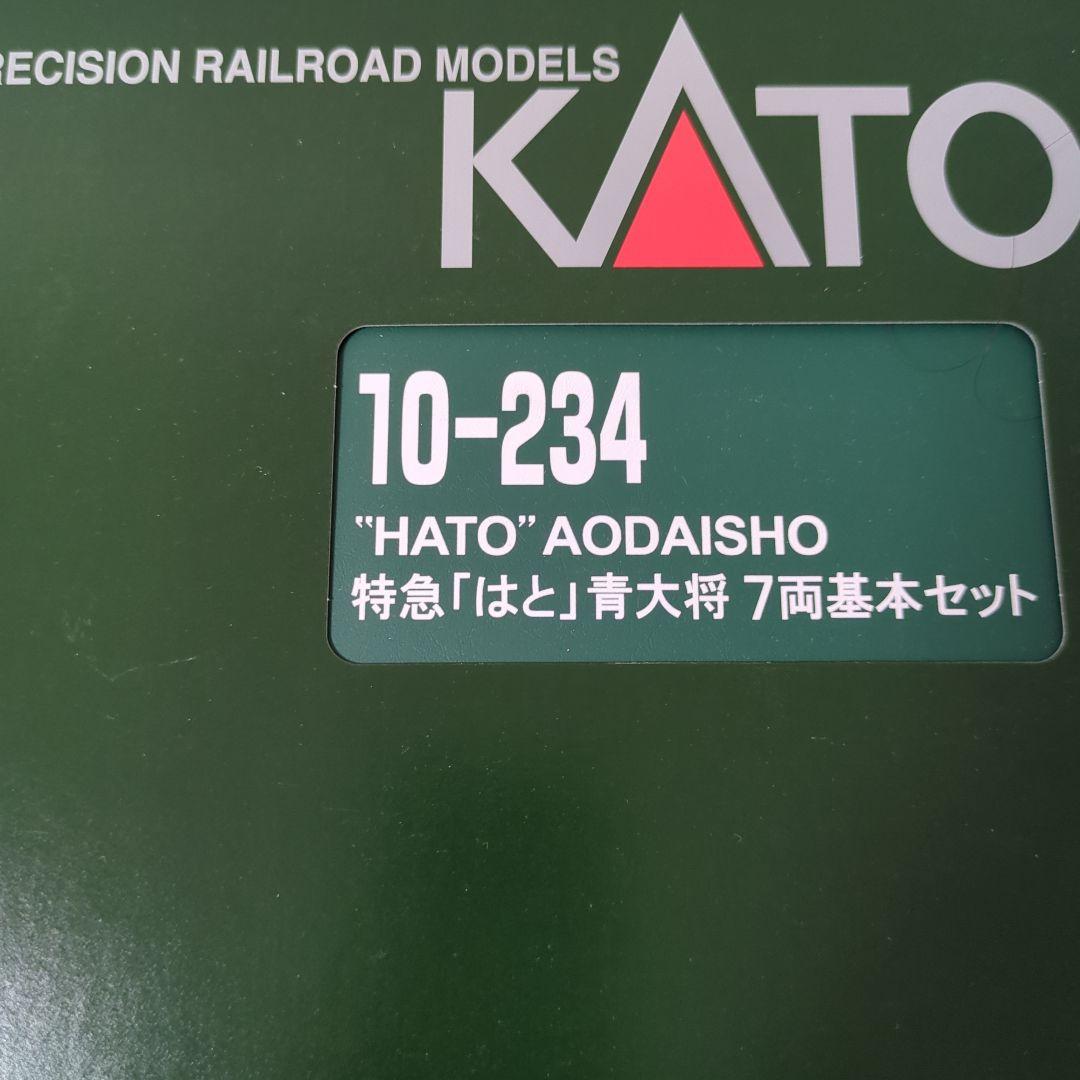 RECISION RAILROAD MODELS
KATO
10-234
“HATO” AODAISHO
特急「はと」青大将 7両基本セット